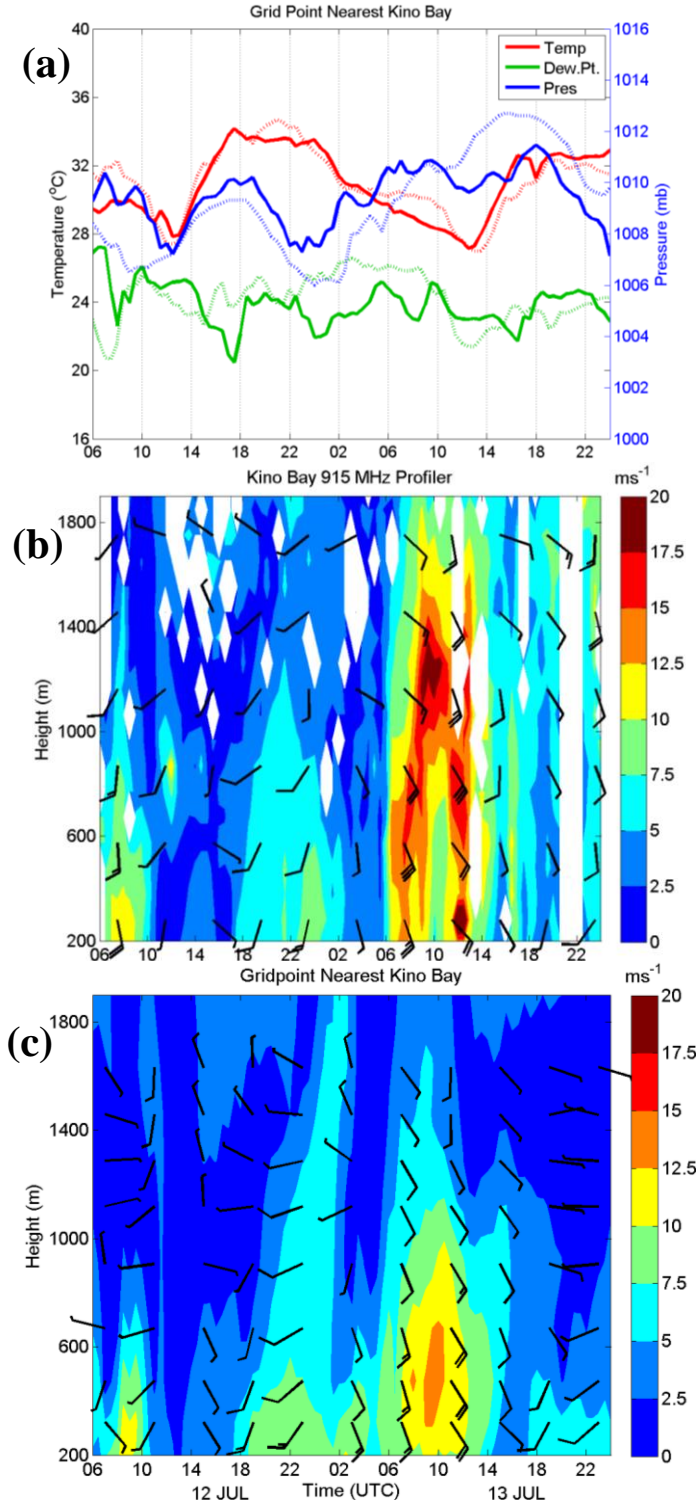 Grid Point Nearest Kino Bay
(a)
Temp
Dew.Pt.
Pres
40
36
32
28
24
20
16
Temperature (°C)
1016
1014
1012
1010
1008
1006
1004
1002
1000
Pressure (mb)
06 10 14 18 22 02 06 10 14 18 22
Kino Bay 915 MHz Profiler
ms-1
(b)
1800
1400
1000
600
200
Height (m)
20
17.5
15
12.5
10
7.5
5
2.5
0
06 10 14 18 22 02 06 10 14 18 22
Gridpoint Nearest Kino Bay
ms-1
(c)
1800
1400
1000
600
200
Height (m)
20
17.5
15
12.5
10
7.5
5
2.5
0
06 10 14 18 22 02 06 10 14 18 22
12 JUL Time (UTC) 13 JUL